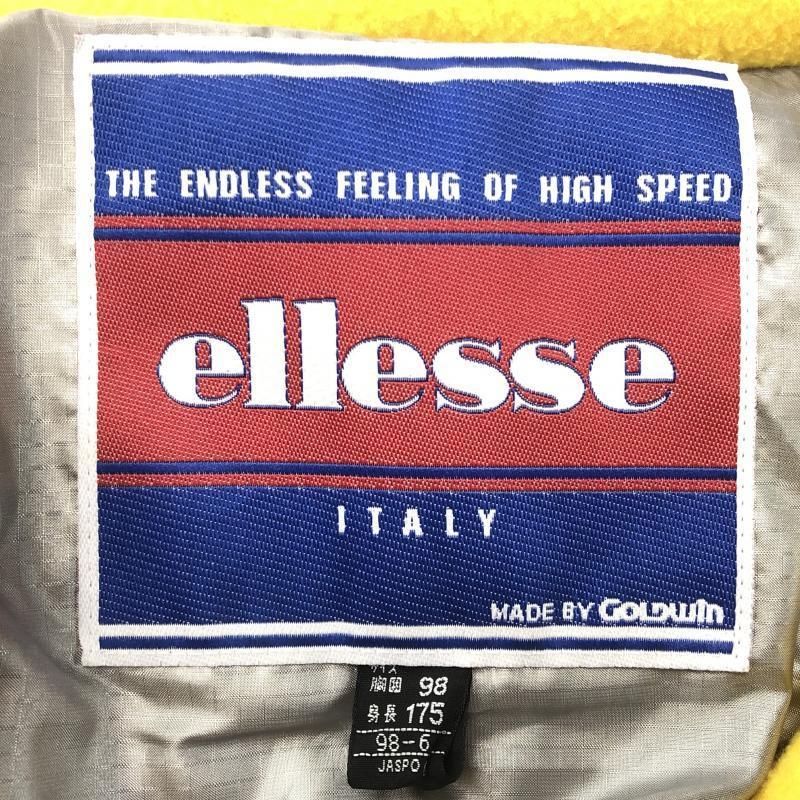 THE ENDLESS FEELING OF HIGH SPEED
ellesse
ITALY
MADE BY GOLDWIN
サイズ
胸囲 98
身長 175
98-6
JASPO